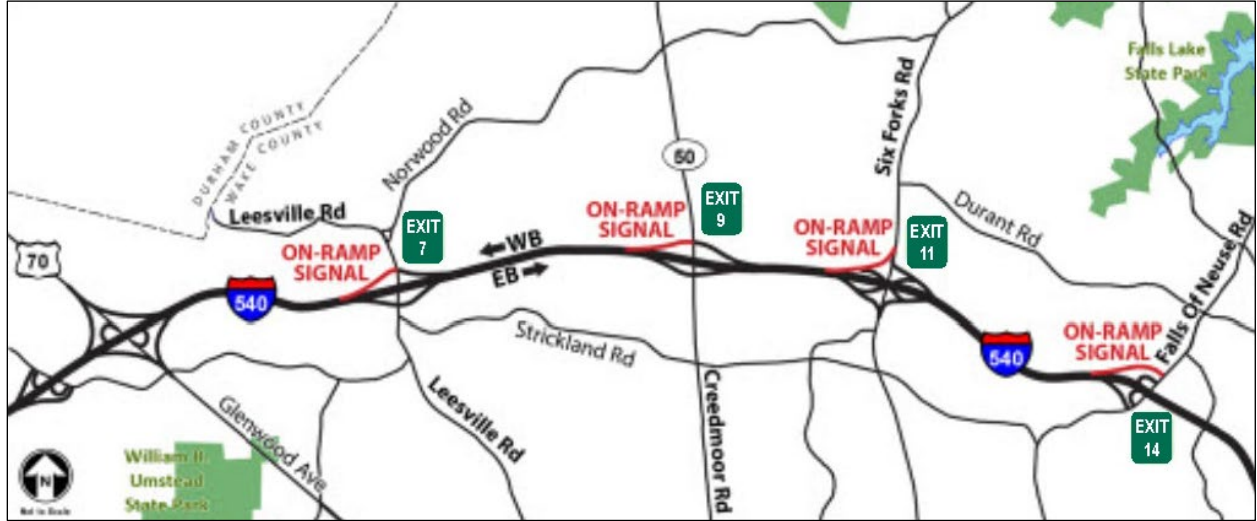 Falls Lake
State Park
Six Forks Rd
DURHAM COUNTY
WAKE COUNTY
Norwood Rd
50
Leesville Rd
EXIT
7
ON-RAMP
SIGNAL
EXIT
9
ON-RAMP
SIGNAL
EXIT
11
Durant Rd
Falls Of Neuse Rd
ON-RAMP
SIGNAL
WB
EB
70
540
Strickland Rd
ON-RAMP
SIGNAL
540
Leesville Rd
Creedmoor Rd
Glenwood Ave
EXIT
14
William B.
Umstead
State Park
N
Not to Scale